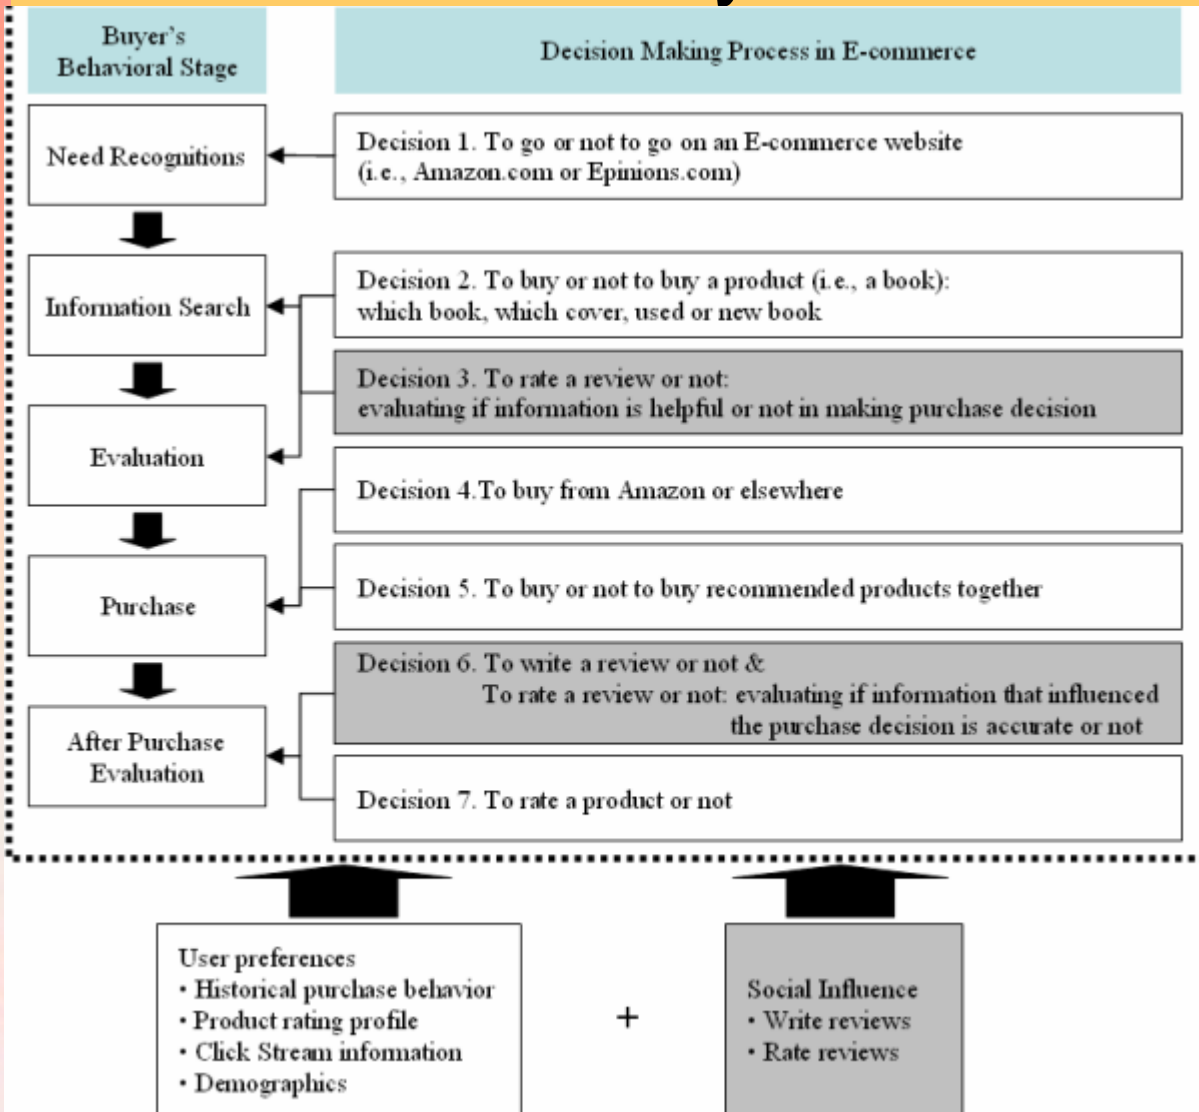 Buyer's
Behavioral Stage
Decision Making Process in E-commerce
Need Recognitions
Decision 1. To go or not to go on an E-commerce website
(i.e., Amazon.com or Epinions.com)
Information Search
Decision 2. To buy or not to buy a product (i.e., a book):
which book, which cover, used or new book
Decision 3. To rate a review or not:
evaluating if information is helpful or not in making purchase decision
Evaluation
Decision 4.To buy from Amazon or elsewhere
Purchase
Decision 5. To buy or not to buy recommended products together
Decision 6. To write a review or not &
To rate a review or not: evaluating if information that influenced
the purchase decision is accurate or not
After Purchase
Evaluation
Decision 7. To rate a product or not
User preferences
• Historical purchase behavior
• Product rating profile
• Click Stream information
• Demographics
+
Social Influence
• Write reviews
• Rate reviews